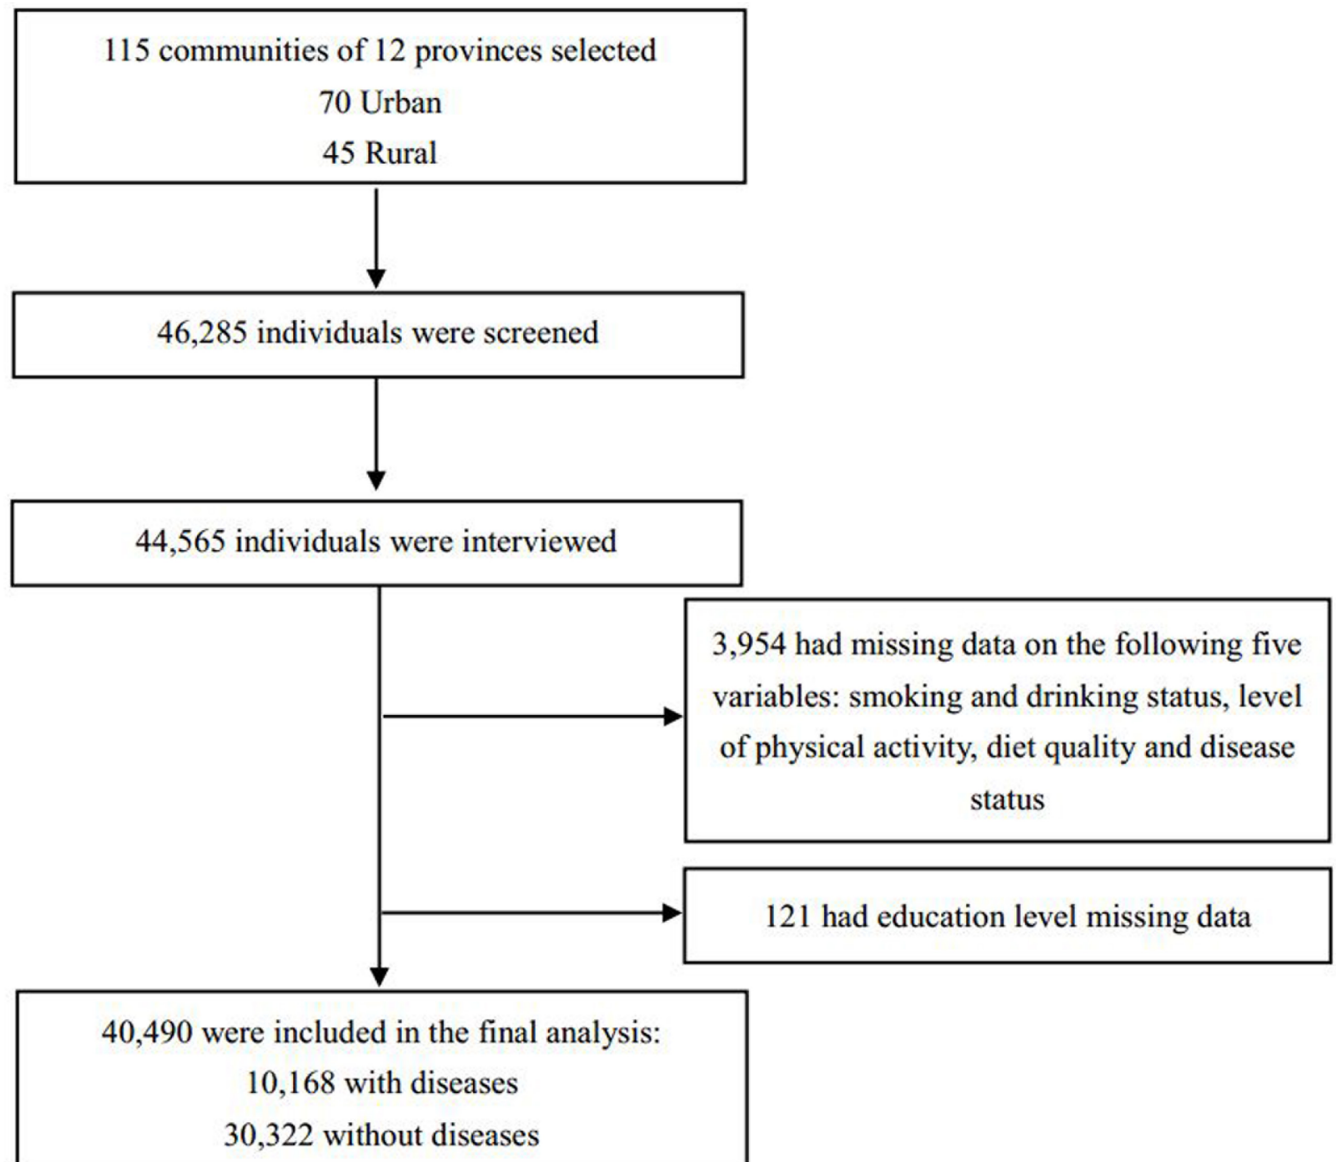 115 communities of 12 provinces selected
70 Urban
45 Rural
46,285 individuals were screened
44,565 individuals were interviewed
3,954 had missing data on the following five
variables: smoking and drinking status, level
of physical activity, diet quality and disease
status
121 had education level missing data
40,490 were included in the final analysis:
10,168 with diseases
30,322 without diseases